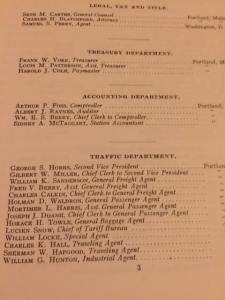 LEGAL, TAX AND TITLE.
SETH M. CARTER, General Counsel
CHARLES H. BLATCHFORD, Attorney Portland, Ma
SAMUEL S. PERRY, Agent Washington, D.
TREASURY DEPARTMENT.
FRANK W. YORK, Treasurer Portland,
LOUIS M. PATTERSON, Asst. Treasurer
HAROLD J. COLE, Paymaster
ACCOUNTING DEPARTMENT.
ARTHUR P. FOSS, Comptroller Portland,
ALBERT J. RAYNES, Auditor
WM. E. S. BERRY, Chief Clerk to Comptroller
SIDNEY A. McTAGGART, Station Accountant
TRAFFIC DEPARTMENT.
GEORGE S. HOBBS, Second Vice President Portland,
GILBERT W. MILLER, Chief Clerk to Second Vice President
WILLIAM K. SANDERSON, General Freight Agent
FRED V. BERRY, Asst. General Freight Agent
CHARLES CALKIN, Chief Clerk to General Freight Agent
HOLMAN D. WALDRON, General Passenger Agent
MORTIMER L. HARRIS, Asst. General Passenger Agent
JOSEPH J. DOANE, Chief Clerk to General Passenger Agent
HORACE H. TOWLE, General Baggage Agent
LUCIEN SNOW, Chief of Tariff Bureau
WILLIAM LOCKE, Special Agent
CHARLES K. HALL, Traveling Agent
SHERMAN W. HAPGOOD, Traveling Agent
WILLIAM G. HUNTON, Industrial Agent
3